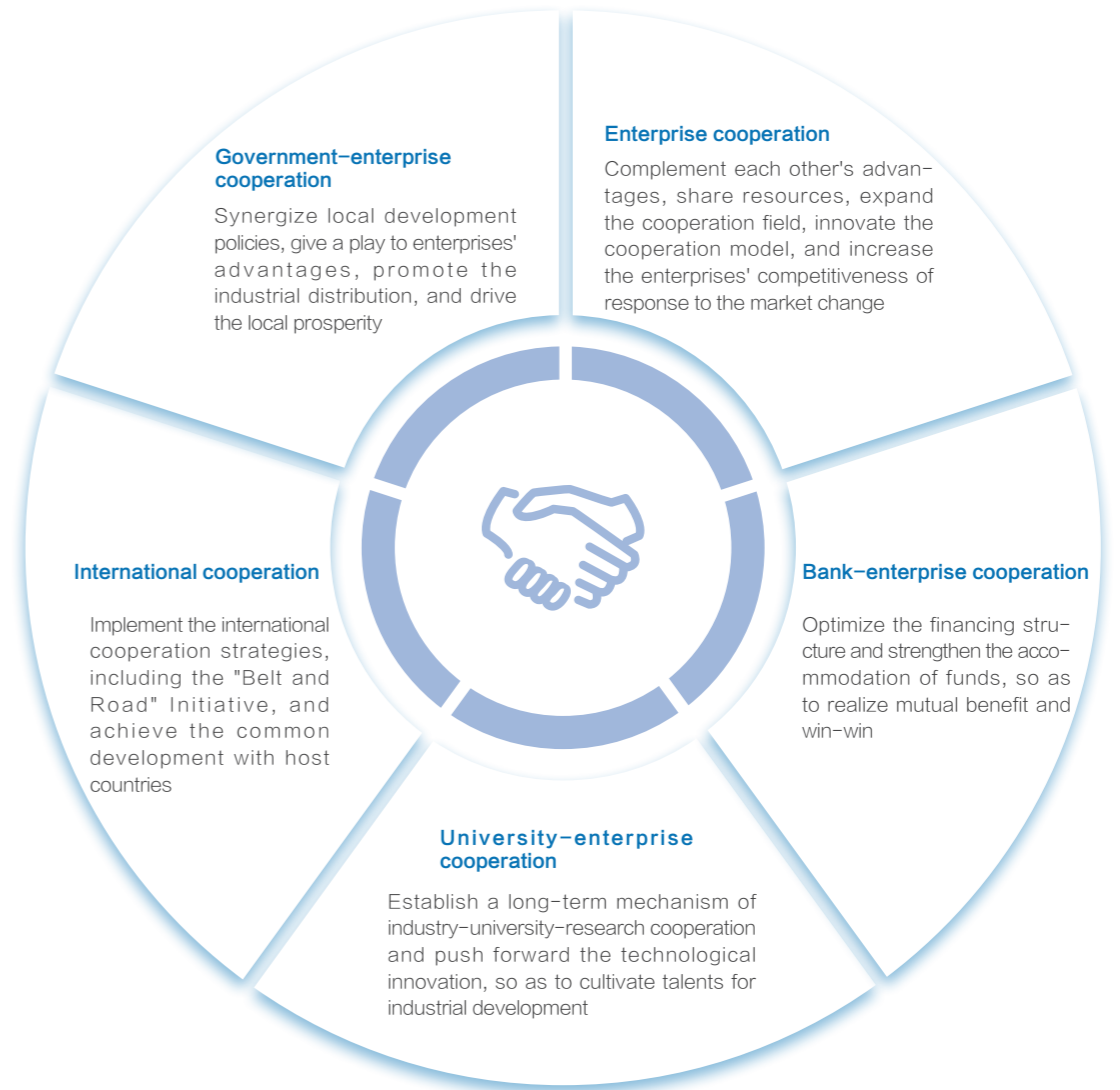 Government-enterprise
cooperation
Synergize local development
policies, give a play to enterprises'
advantages, promote the
industrial distribution, and drive
the local prosperity
Enterprise cooperation
Complement each other's advan-
tages, share resources, expand
the cooperation field, innovate the
cooperation model, and increase
the enterprises' competitiveness of
response to the market change
International cooperation
Implement the international
cooperation strategies,
including the "Belt and
Road" Initiative, and
achieve the common
development with host
countries
Bank-enterprise cooperation
Optimize the financing stru-
cture and strengthen the acco-
mmodation of funds, so as
to realize mutual benefit and
win-win
University-enterprise
cooperation
Establish a long-term mechanism of
industry-university-research cooperation
and push forward the technological
innovation, so as to cultivate talents for
industrial development